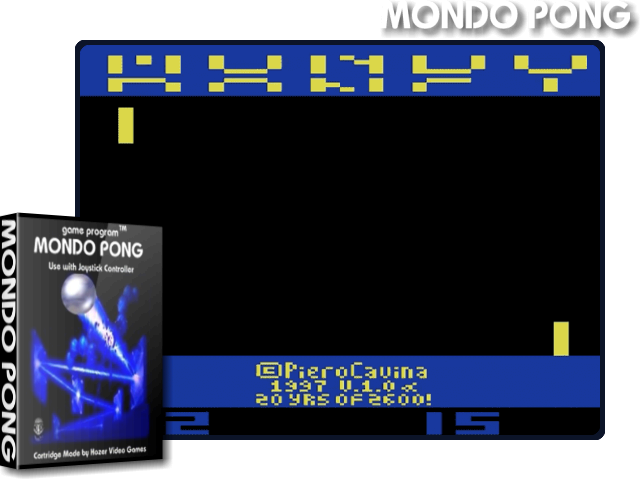 MONDO PONG
©PieroCavina
1997 V.1.0
20 YRS OF 2600!
2 15
MONDO PONG
game program™
MONDO PONG
Use with Joystick Controller
Cartridge Made by Hozer Video Games